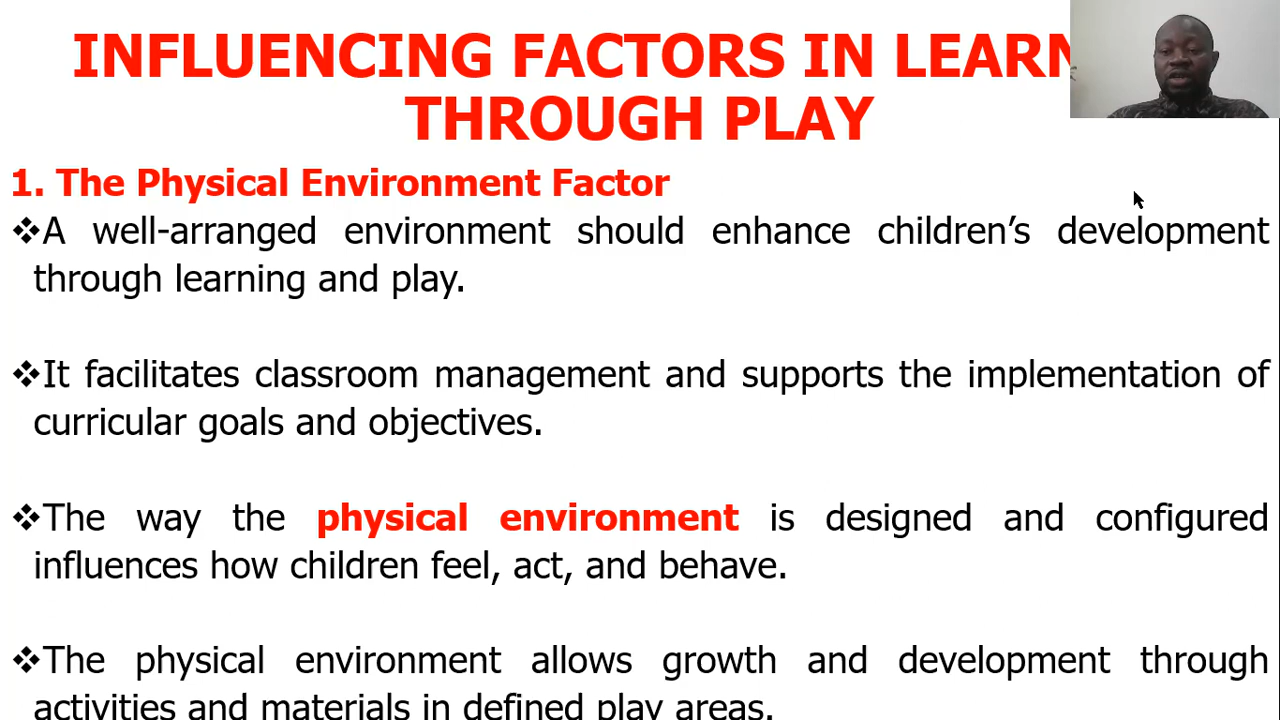 INFLUENCING FACTORS IN LEARN
THROUGH PLAY
1. The Physical Environment Factor
❖A well-arranged environment should enhance children’s development
through learning and play.
❖It facilitates classroom management and supports the implementation of
curricular goals and objectives.
❖The way the physical environment is designed and configured
influences how children feel, act, and behave.
❖The physical environment allows growth and development through
activities and materials in defined play areas.